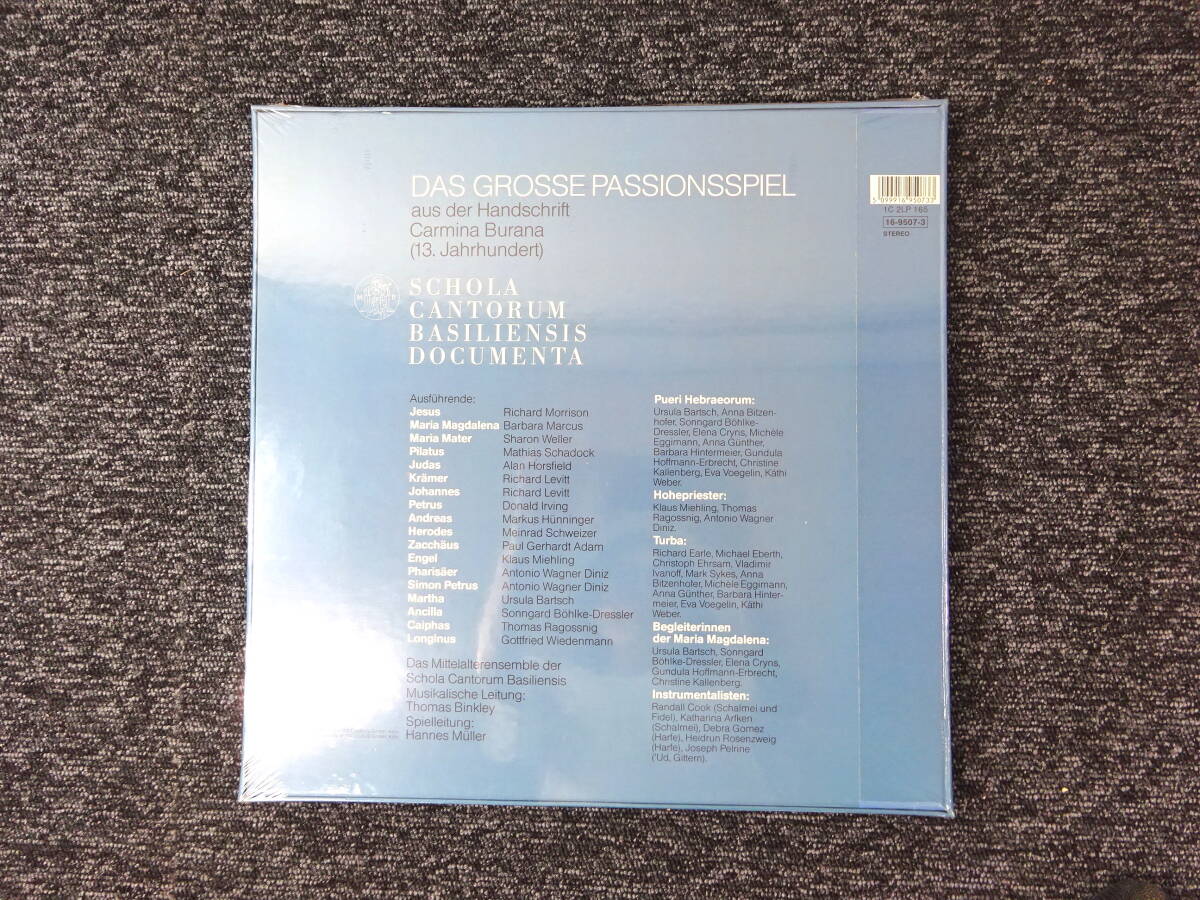 DAS GROSSE PASSIONSSPIEL
aus der Handschrift
Carmina Burana
(13. Jahrhundert)
SCHOLA
CANTORUM
BASILIENSIS
DOCUMENTA
5 099916 950733
1C 2LP 165
16-9507-3
STEREO
Ausführende:
Jesus Richard Morrison
Maria Magdalena Barbara Marcus
Maria Mater Sharon Weller
Pilatus Mathias Schadock
Judas Alan Horsfield
Krämer Richard Levitt
Johannes Richard Levitt
Petrus Donald Irving
Andreas Markus Hünninger
Herodes Meinrad Schweizer
Zacchäus Paul Gerhardt Adam
Engel Klaus Miehling
Pharisäer Antonio Wagner Diniz
Simon Petrus Antonio Wagner Diniz
Martha Ursula Bartsch
Ancilla Sonngard Böhlke-Dressler
Caiphas Thomas Ragossnig
Longinus Gottfried Wiedenmann
Das Mittelalterensemble der
Schola Cantorum Basiliensis
Musikalische Leitung:
Thomas Binkley
Spielleitung:
Hannes Müller
Pueri Hebraeorum:
Ursula Bartsch, Anna Bitzen-
hofer, Sonngard Böhlke-
Dressler, Elena Cryns, Michèle
Eggimann, Anna Günther,
Barbara Hintermeier, Gundula
Hoffmann-Erbrecht, Christine
Kallenberg, Eva Voegelin, Käthi
Weber.
Hohepriester:
Klaus Miehling, Thomas
Ragossnig, Antonio Wagner
Diniz.
Turba:
Richard Earle, Michael Eberth,
Christoph Ehrsam, Vladimir
Ivanoff, Mark Sykes, Anna
Bitzenhofer, Michèle Eggimann,
Anna Günther, Barbara Hinter-
meier, Eva Voegelin, Käthi
Weber.
Begleiterinnen
der Maria Magdalena:
Ursula Bartsch, Sonngard
Böhlke-Dressler, Elena Cryns,
Gundula Hoffmann-Erbrecht,
Christine Kallenberg.
Instrumentalisten:
Randall Cook (Schalmei und
Fidel), Katharina Arfken
(Schalmei), Debra Gomez
(Harfe), Heidrun Rosenzweig
(Harfe), Joseph Pelrine
('Ud, Gittern).